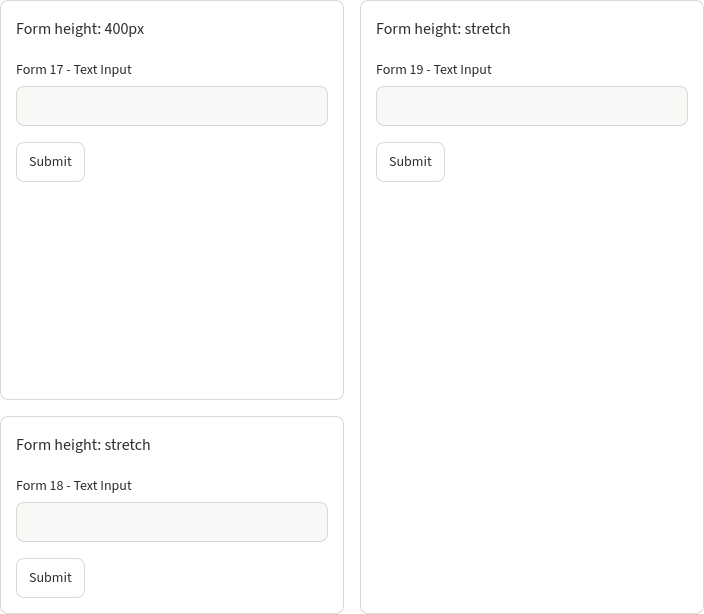 Form height: 400px
Form 17 - Text Input
Submit
Form height: stretch
Form 18 - Text Input
Submit
Form height: stretch
Form 19 - Text Input
Submit